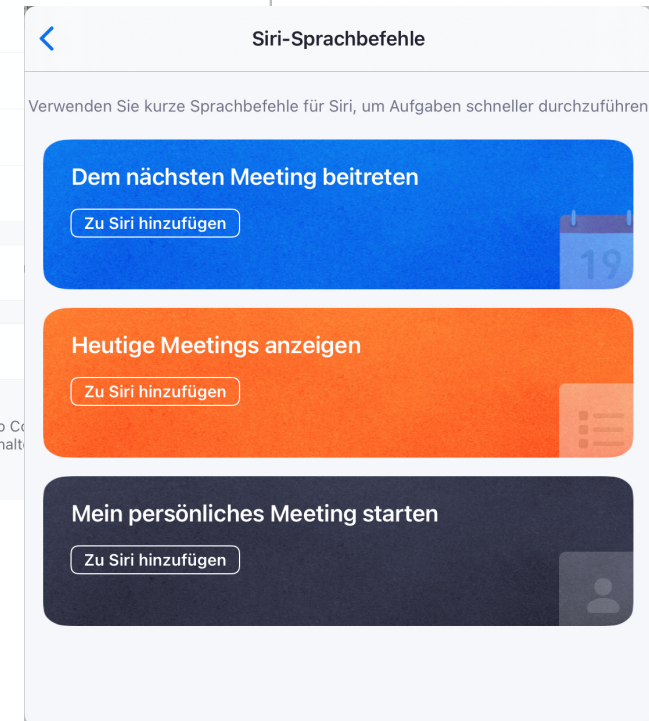 Siri-Sprachbefehle
Verwenden Sie kurze Sprachbefehle für Siri, um Aufgaben schneller durchzuführen
Dem nächsten Meeting beitreten
Zu Siri hinzufügen
19
Heutige Meetings anzeigen
Zu Siri hinzufügen
Mein persönliches Meeting starten
Zu Siri hinzufügen